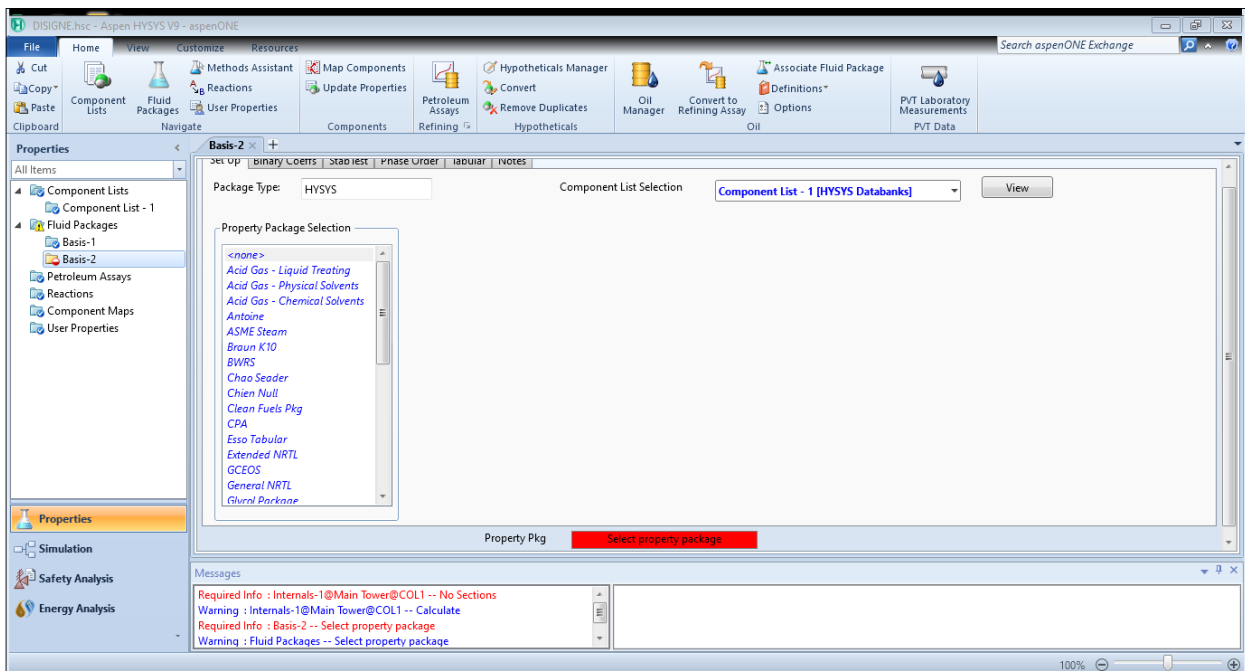 DISIGNE.hsc - Aspen HYSYS V9 - aspenONE
File Home View Customize Resources Search aspenONE Exchange
Cut Methods Assistant Map Components Hypotheticals Manager Associate Fluid Package
Copy Reactions Update Properties Convert Definitions
Paste Component Lists Fluid Packages User Properties Petroleum Assays Remove Duplicates Oil Manager Convert to Refining Assay Options PVT Laboratory Measurements
Clipboard Navigate Components Refining Hypotheticals Oil PVT Data
Properties < Basis-2 × +
All Items
Set Up Binary Coeffs StabTest Phase Order Tabular Notes
Component Lists
Component List - 1
Fluid Packages
Basis-1
Basis-2
Petroleum Assays
Reactions
Component Maps
User Properties
Package Type: HYSYS Component List Selection Component List - 1 [HYSYS Databanks] View
Property Package Selection
<none>
Acid Gas - Liquid Treating
Acid Gas - Physical Solvents
Acid Gas - Chemical Solvents
Antoine
ASME Steam
Braun K10
BWRS
Chao Seader
Chien Null
Clean Fuels Pkg
CPA
Esso Tabular
Extended NRTL
GCEOS
General NRTL
Glycol Package
Property Pkg Select property package
Properties
Simulation
Safety Analysis
Energy Analysis
Messages
Required Info : Internals-1@Main Tower@COL1 -- No Sections
Warning : Internals-1@Main Tower@COL1 -- Calculate
Required Info : Basis-2 -- Select property package
Warning : Fluid Packages -- Select property package
100%